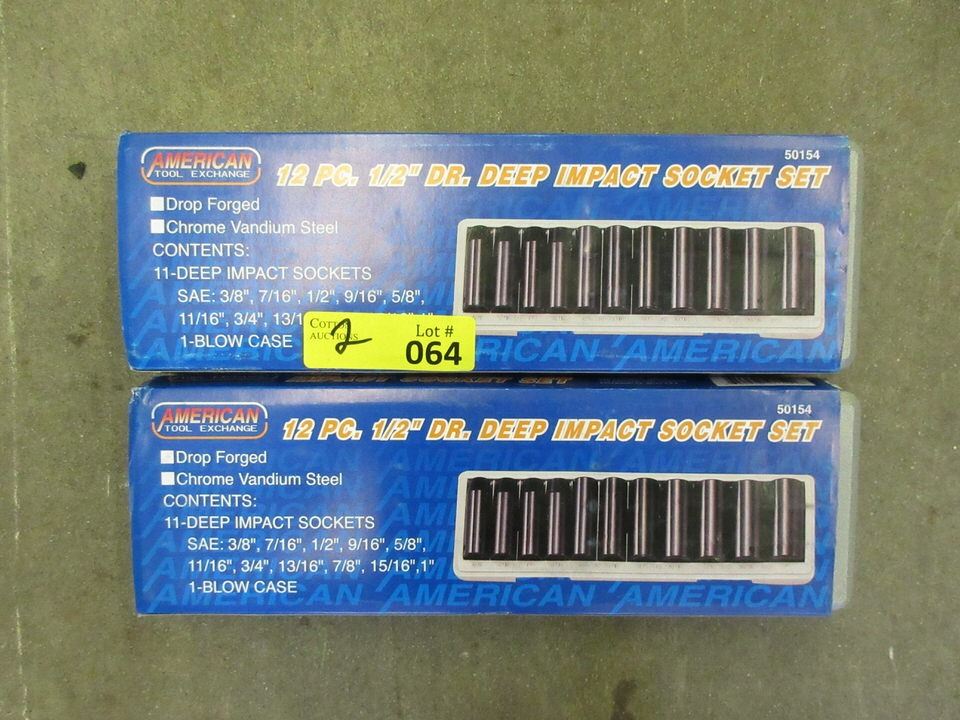 AMERICAN
TOOL EXCHANGE
50154
12 PC. 1/2" DR. DEEP IMPACT SOCKET SET
Drop Forged
Chrome Vandium Steel
CONTENTS:
11-DEEP IMPACT SOCKETS
SAE: 3/8", 7/16", 1/2", 9/16", 5/8",
11/16", 3/4", 13/1
1-BLOW CASE
2
AUCTIONS
Lot #
064
AMERICAN
IMPACT SOCKET SET
AMERICAN
TOOL EXCHANGE
50154
12 PC. 1/2" DR. DEEP IMPACT SOCKET SET
Drop Forged
Chrome Vandium Steel
CONTENTS:
11-DEEP IMPACT SOCKETS
SAE: 3/8", 7/16", 1/2", 9/16", 5/8",
11/16", 3/4", 13/16", 7/8", 15/16",1"
1-BLOW CASE
AMERICAN AMERICAN